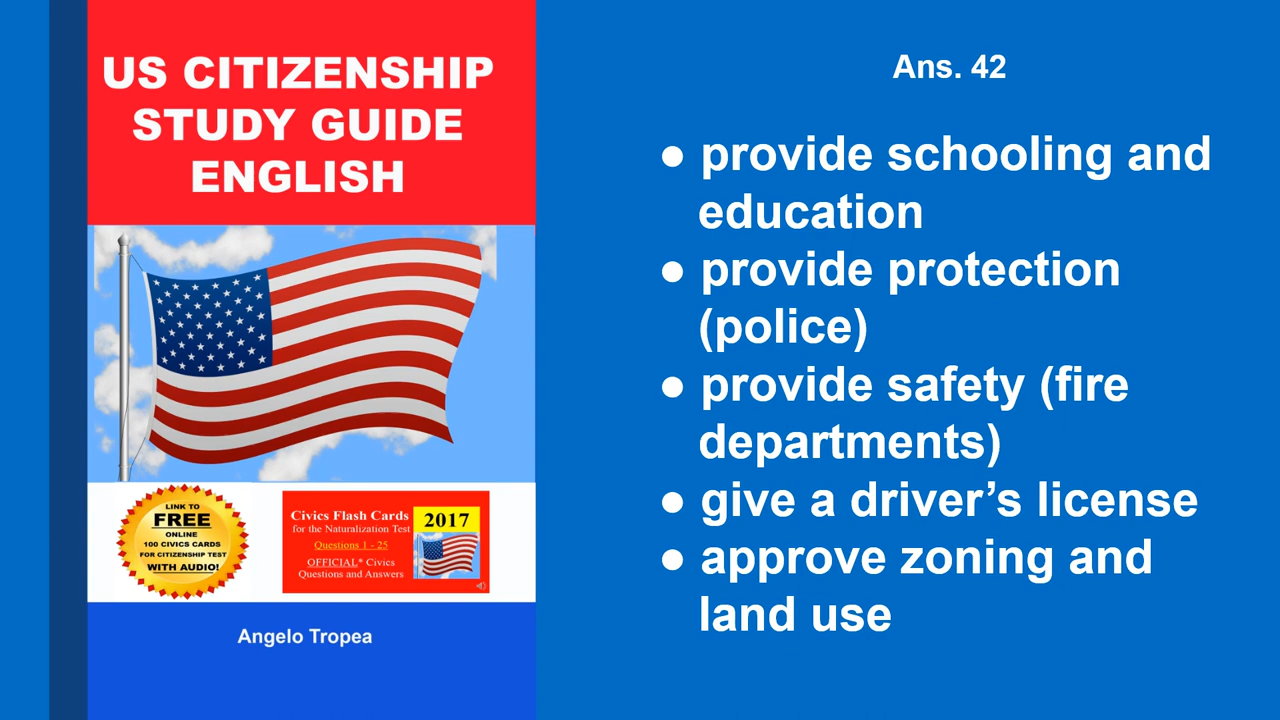 US CITIZENSHIP
STUDY GUIDE
ENGLISH
LINK TO
FREE
ONLINE
100 CIVICS CARDS
FOR CITIZENSHIP TEST
WITH AUDIO!
Civics Flash Cards
for the Naturalization Test
Questions 1 - 25
OFFICIAL* Civics
Questions and Answers
2017
Angelo Tropea
Ans. 42
● provide schooling and
education
● provide protection
(police)
● provide safety (fire
departments)
● give a driver’s license
● approve zoning and
land use